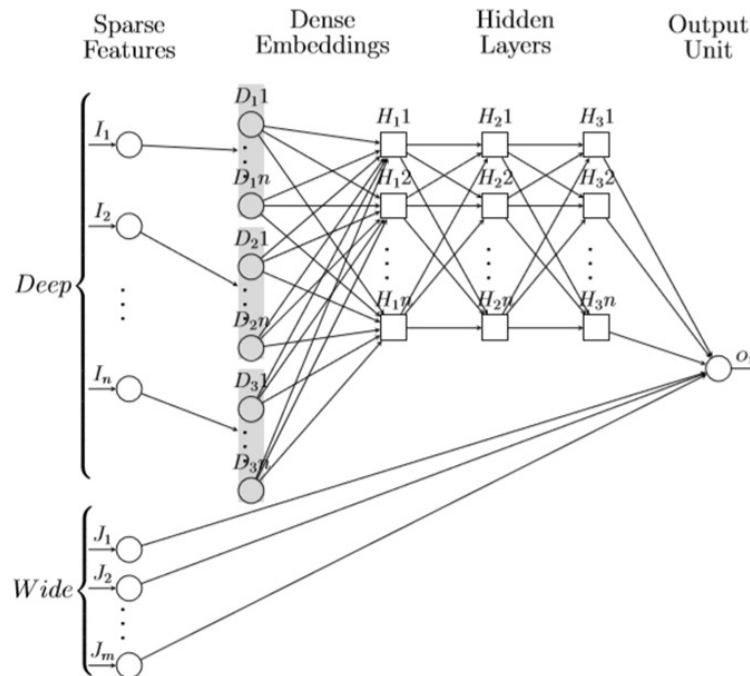 Sparse
Features
Dense
Embeddings
Hidden
Layers
Output
Unit
Deep
I₁
I₂
Iₙ
D₁1
D₁n
D₂1
D₂n
D₃1
D₃n
H₁1
H₁2
H₁n
H₂1
H₂2
H₂n
H₃1
H₃2
H₃n
Wide
J₁
J₂
Jₘ